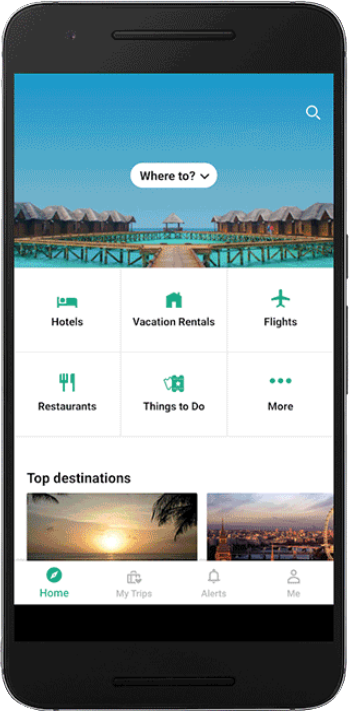 Where to?
Hotels
Vacation Rentals
Flights
Restaurants
Things to Do
More
Top destinations
Home
My Trips
Alerts
Me